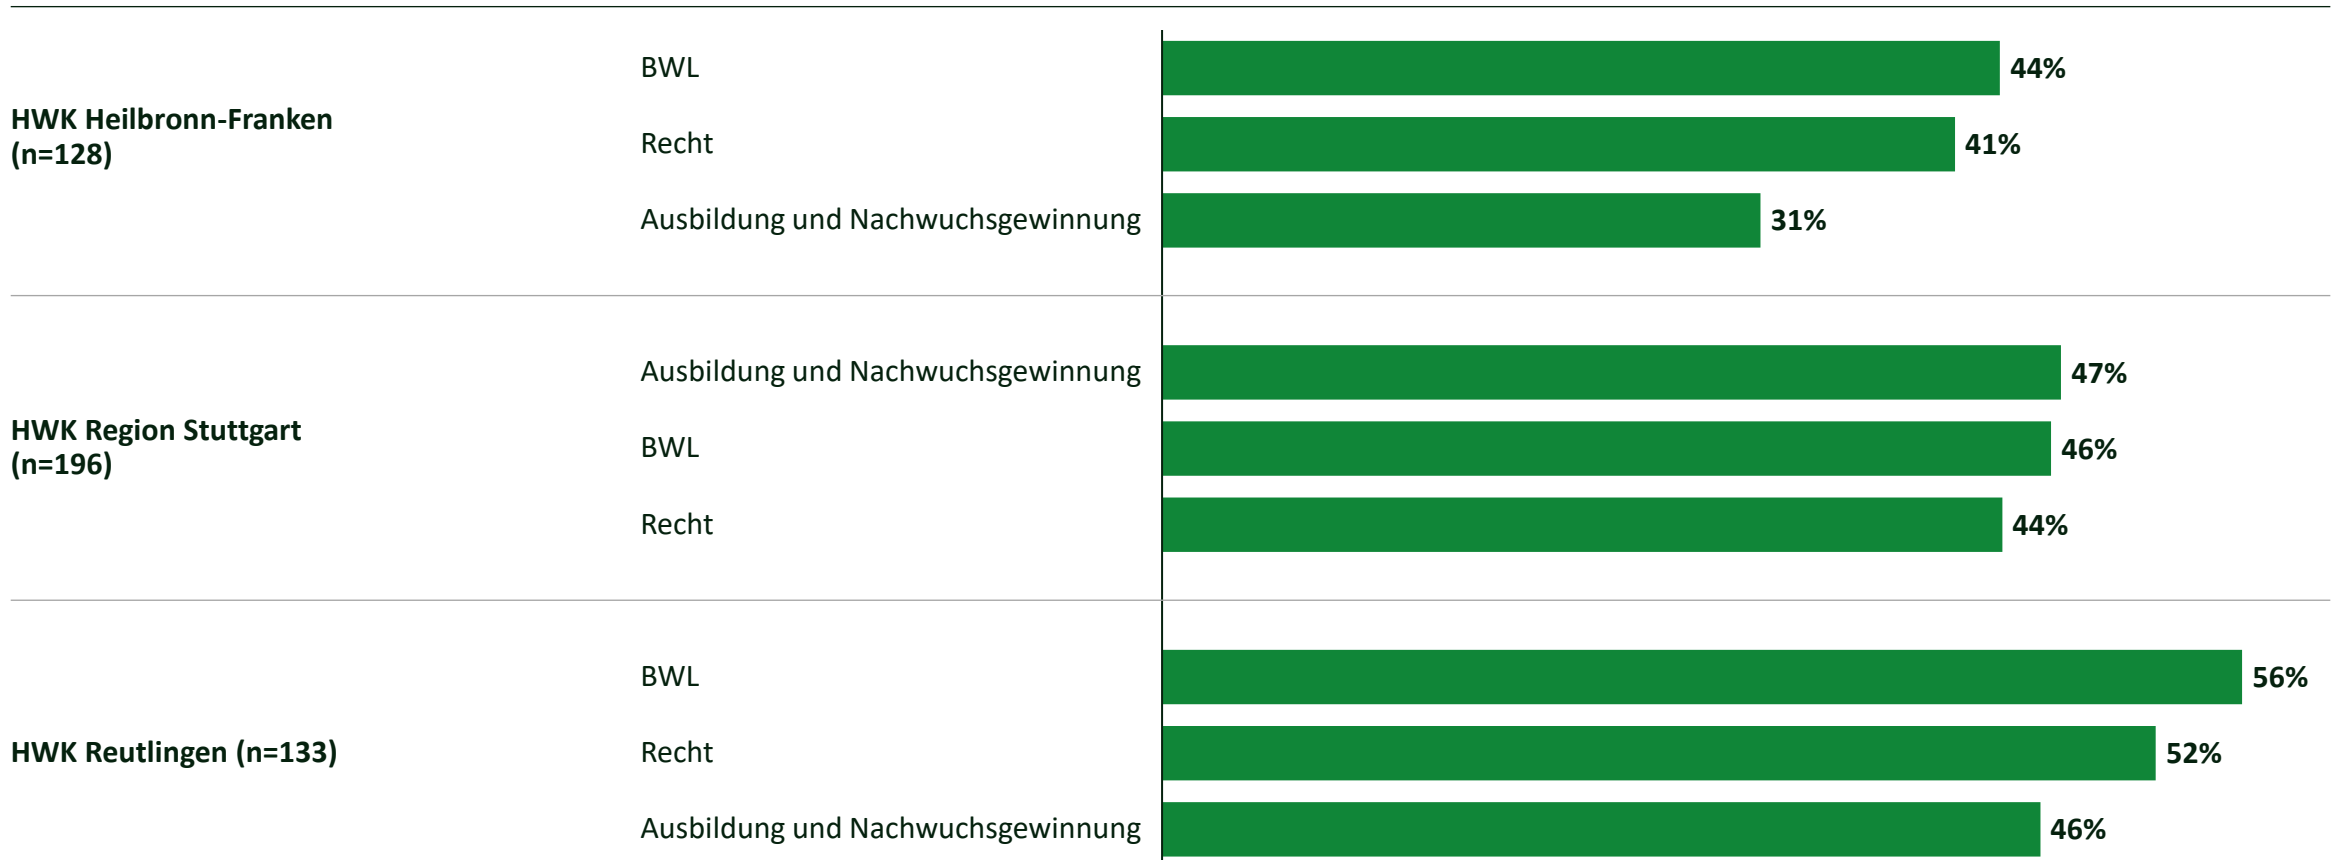 BWL 44%
HWK Heilbronn-Franken
(n=128)
Recht 41%
Ausbildung und Nachwuchsgewinnung 31%
Ausbildung und Nachwuchsgewinnung 47%
HWK Region Stuttgart
(n=196)
BWL 46%
Recht 44%
BWL 56%
HWK Reutlingen (n=133) Recht 52%
Ausbildung und Nachwuchsgewinnung 46%